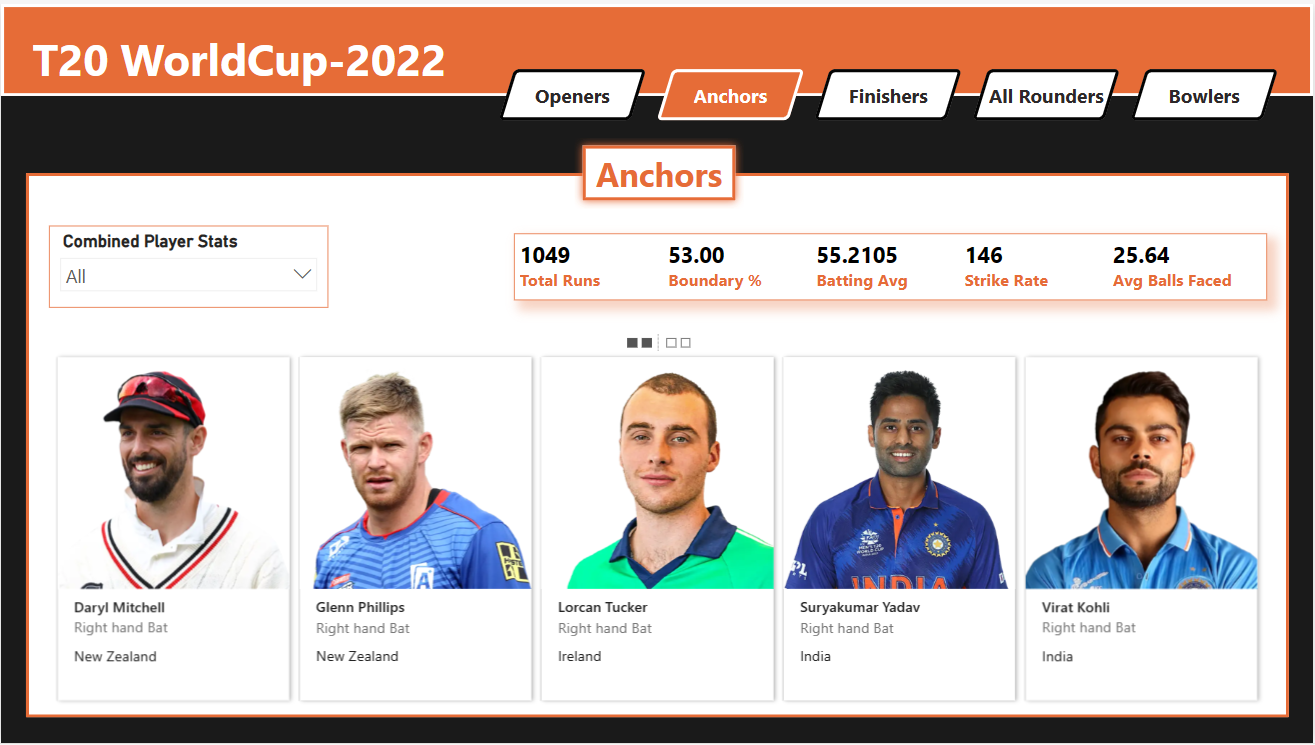 T20 WorldCup-2022
Openers
Anchors
Finishers
All Rounders
Bowlers
Anchors
Combined Player Stats
All
1049
Total Runs
53.00
Boundary %
55.2105
Batting Avg
146
Strike Rate
25.64
Avg Balls Faced
INDIA
Daryl Mitchell
Right hand Bat
New Zealand
Glenn Phillips
Right hand Bat
New Zealand
Lorcan Tucker
Right hand Bat
Ireland
Suryakumar Yadav
Right hand Bat
India
Virat Kohli
Right hand Bat
India